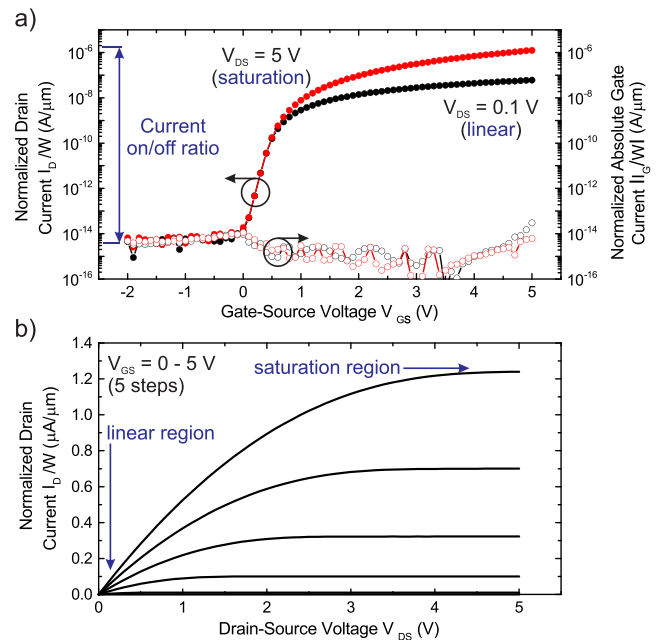 a)
10⁻⁶
10⁻⁸
10⁻¹⁰
10⁻¹²
10⁻¹⁴
10⁻¹⁶
Normalized Drain
Current I_D/W (A/μm)
V_DS = 5 V
(saturation)
V_DS = 0.1 V
(linear)
Current
on/off ratio
10⁻⁶
10⁻⁸
10⁻¹⁰
10⁻¹²
10⁻¹⁴
10⁻¹⁶
Normalized Absolute Gate
Current |I_G/W| (A/μm)
-2 -1 0 1 2 3 4 5
Gate-Source Voltage V_GS (V)
b)
1.4
1.2
1.0
0.8
0.6
0.4
0.2
0.0
Normalized Drain
Current I_D/W (μA/μm)
V_GS = 0 - 5 V
(5 steps)
saturation region
linear region
0 1 2 3 4 5
Drain-Source Voltage V_DS (V)